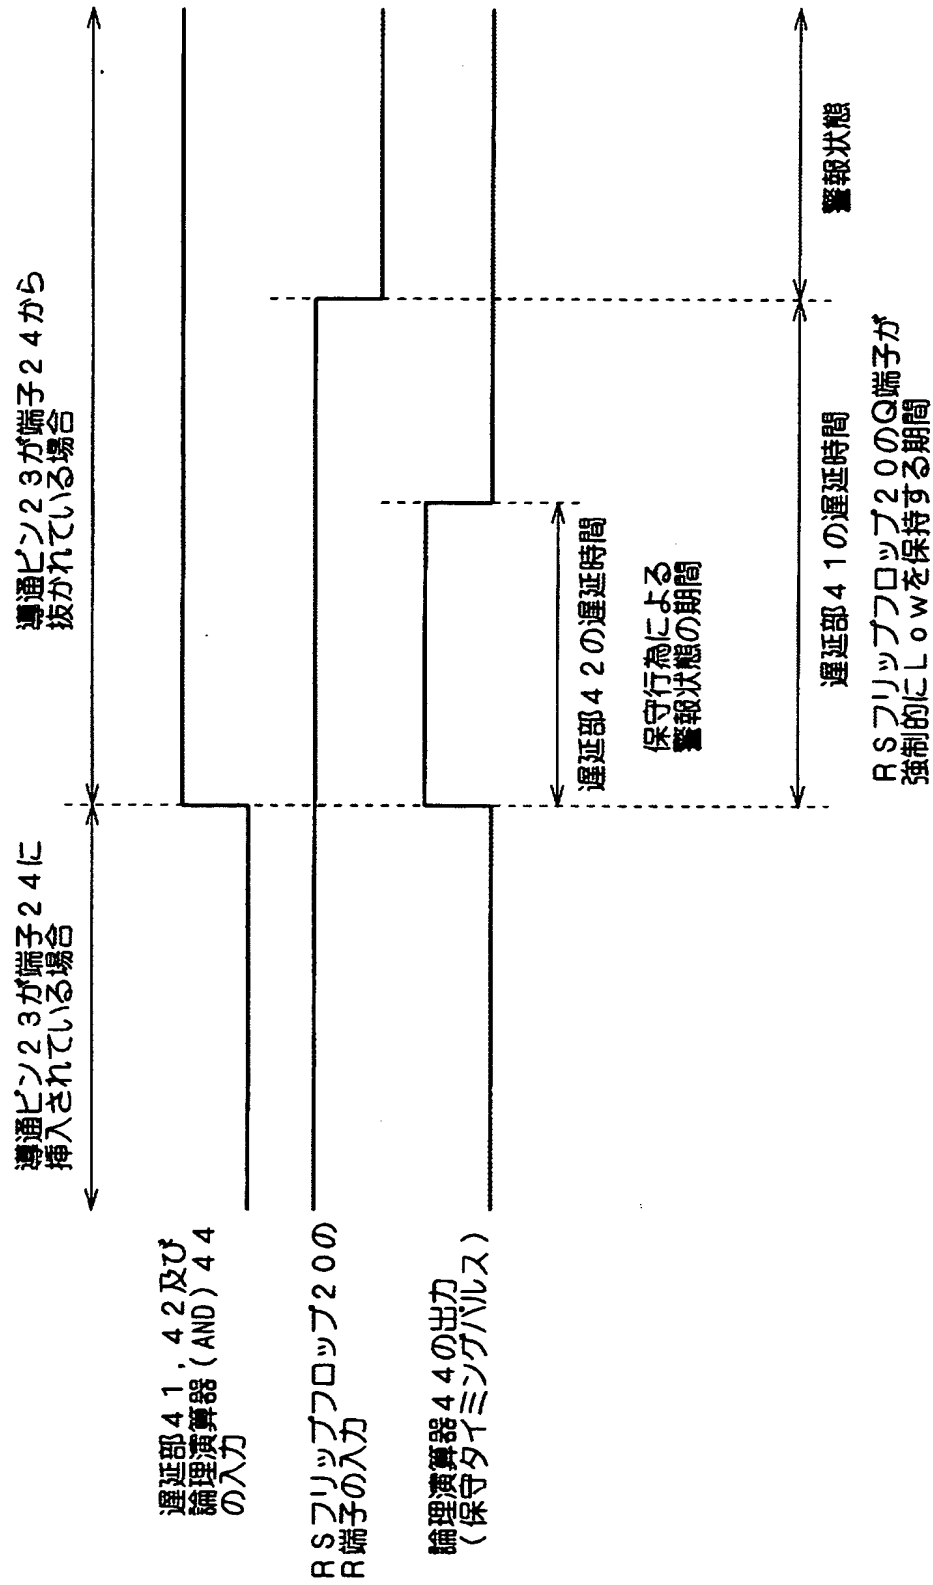 導通ピン２３が端子２４に
挿入されている場合
導通ピン２３が端子２４から
抜かれている場合
遅延部４１，４２及び
論理演算器（AND）４４
の入力
ＲＳフリップフロップ２０の
Ｒ端子の入力
論理演算器４４の出力
（保守タイミングパルス）
遅延部４２の遅延時間
保守行為による
警報状態の期間
遅延部４１の遅延時間
警報状態
ＲＳフリップフロップ２０のＱ端子が
強制的にＬｏｗを保持する期間